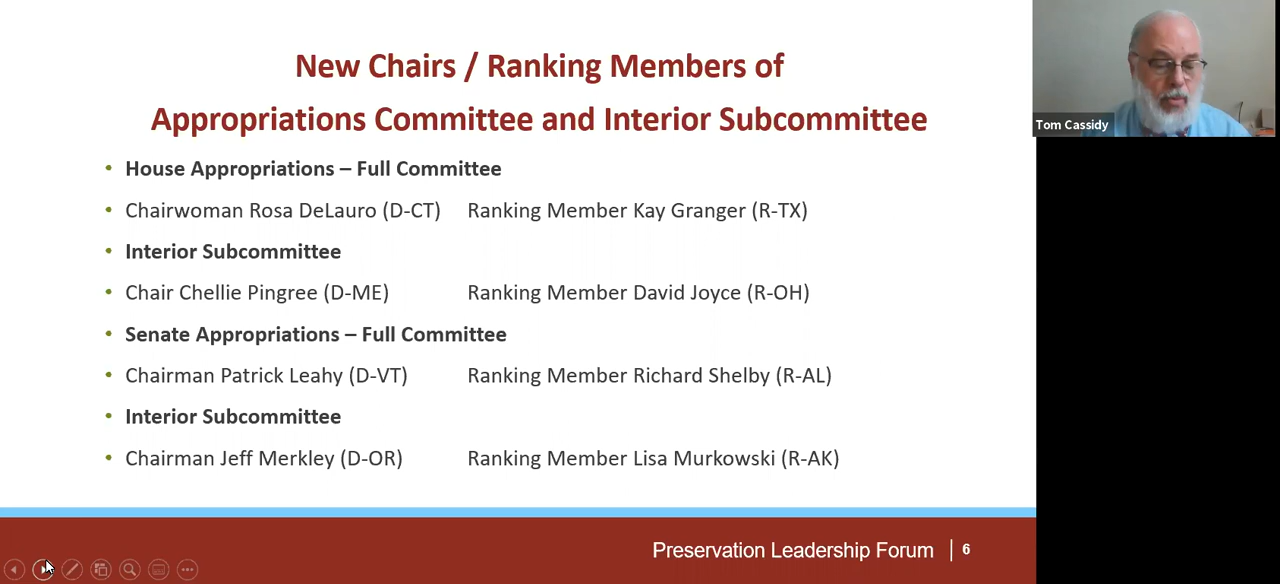 New Chairs / Ranking Members of
Appropriations Committee and Interior Subcommittee
• House Appropriations – Full Committee
• Chairwoman Rosa DeLauro (D-CT) Ranking Member Kay Granger (R-TX)
• Interior Subcommittee
• Chair Chellie Pingree (D-ME) Ranking Member David Joyce (R-OH)
• Senate Appropriations – Full Committee
• Chairman Patrick Leahy (D-VT) Ranking Member Richard Shelby (R-AL)
• Interior Subcommittee
• Chairman Jeff Merkley (D-OR) Ranking Member Lisa Murkowski (R-AK)
Preservation Leadership Forum | 6
Tom Cassidy